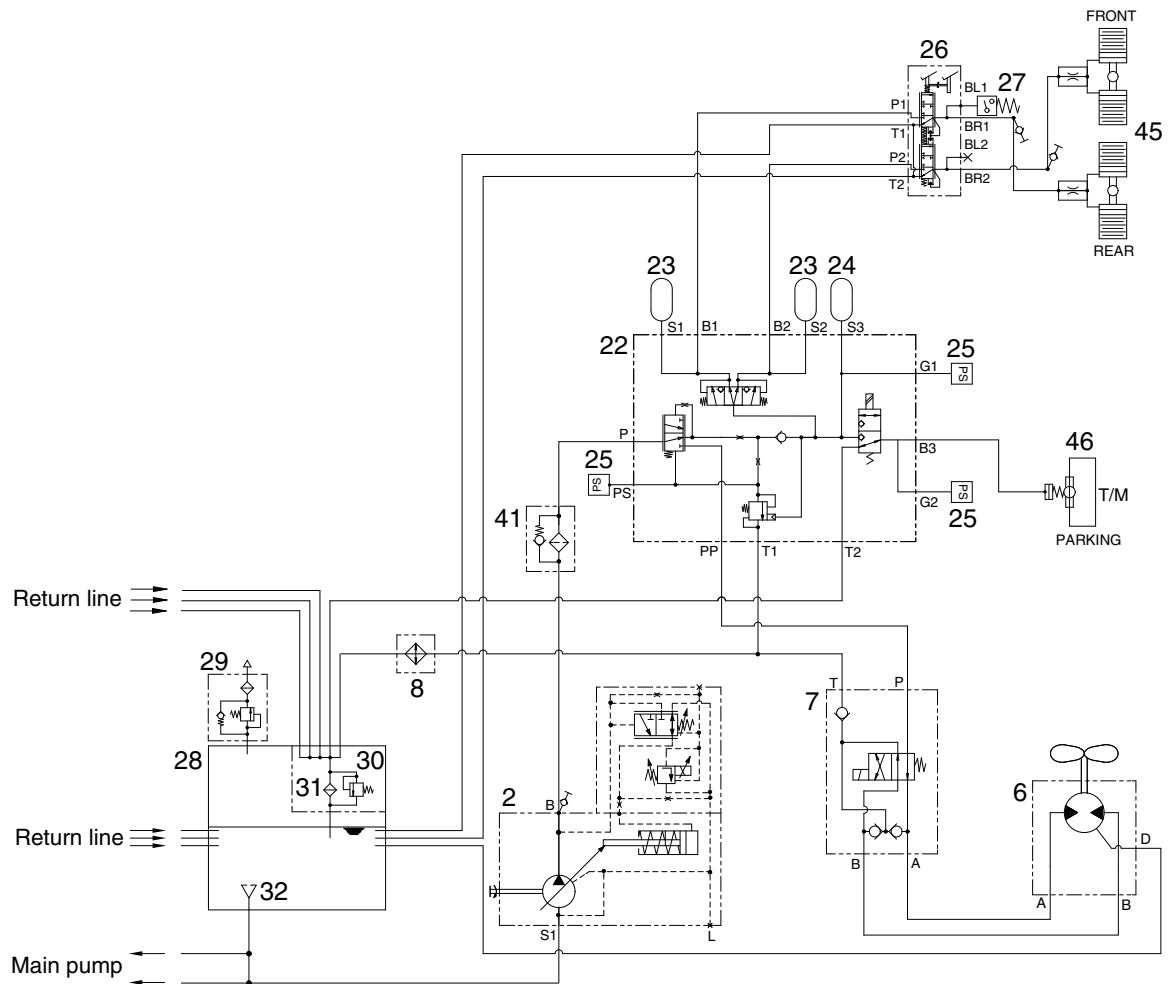 FRONT
26
BL1
27
P1
BR1
45
T1
BL2
P2
T2
BR2
REAR
23
23
24
S1
B1
B2
S2
S3
22
25
G1
PS
P
B3
46
25
PS
PS
T/M
G2
PS
25
41
PARKING
PP
T1
T2
Return line
29
8
T
P
7
28
30
31
2
6
B
Return line
D
B
A
32
A
B
S1
L
Main pump